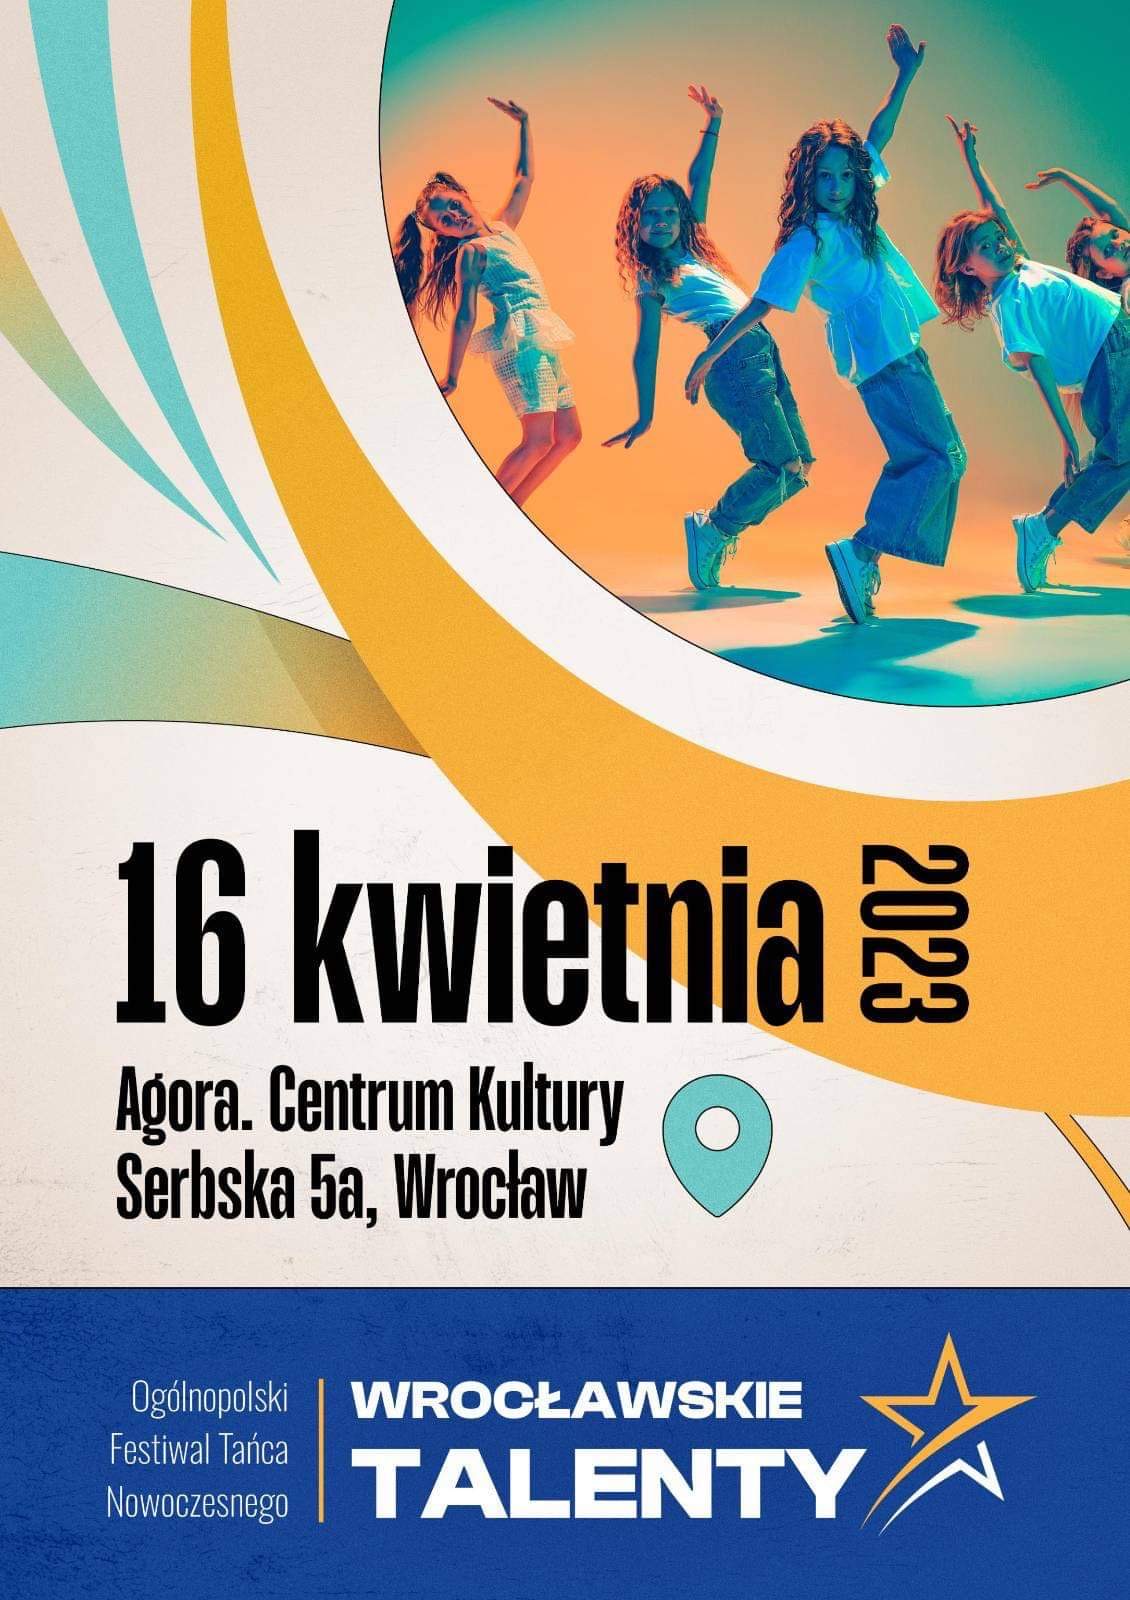 16 kwietnia 2023
Agora. Centrum Kultury
Serbska 5a, Wrocław
Ogólnopolski
Festiwal Tańca
Nowoczesnego
WROCŁAWSKIE
TALENTY